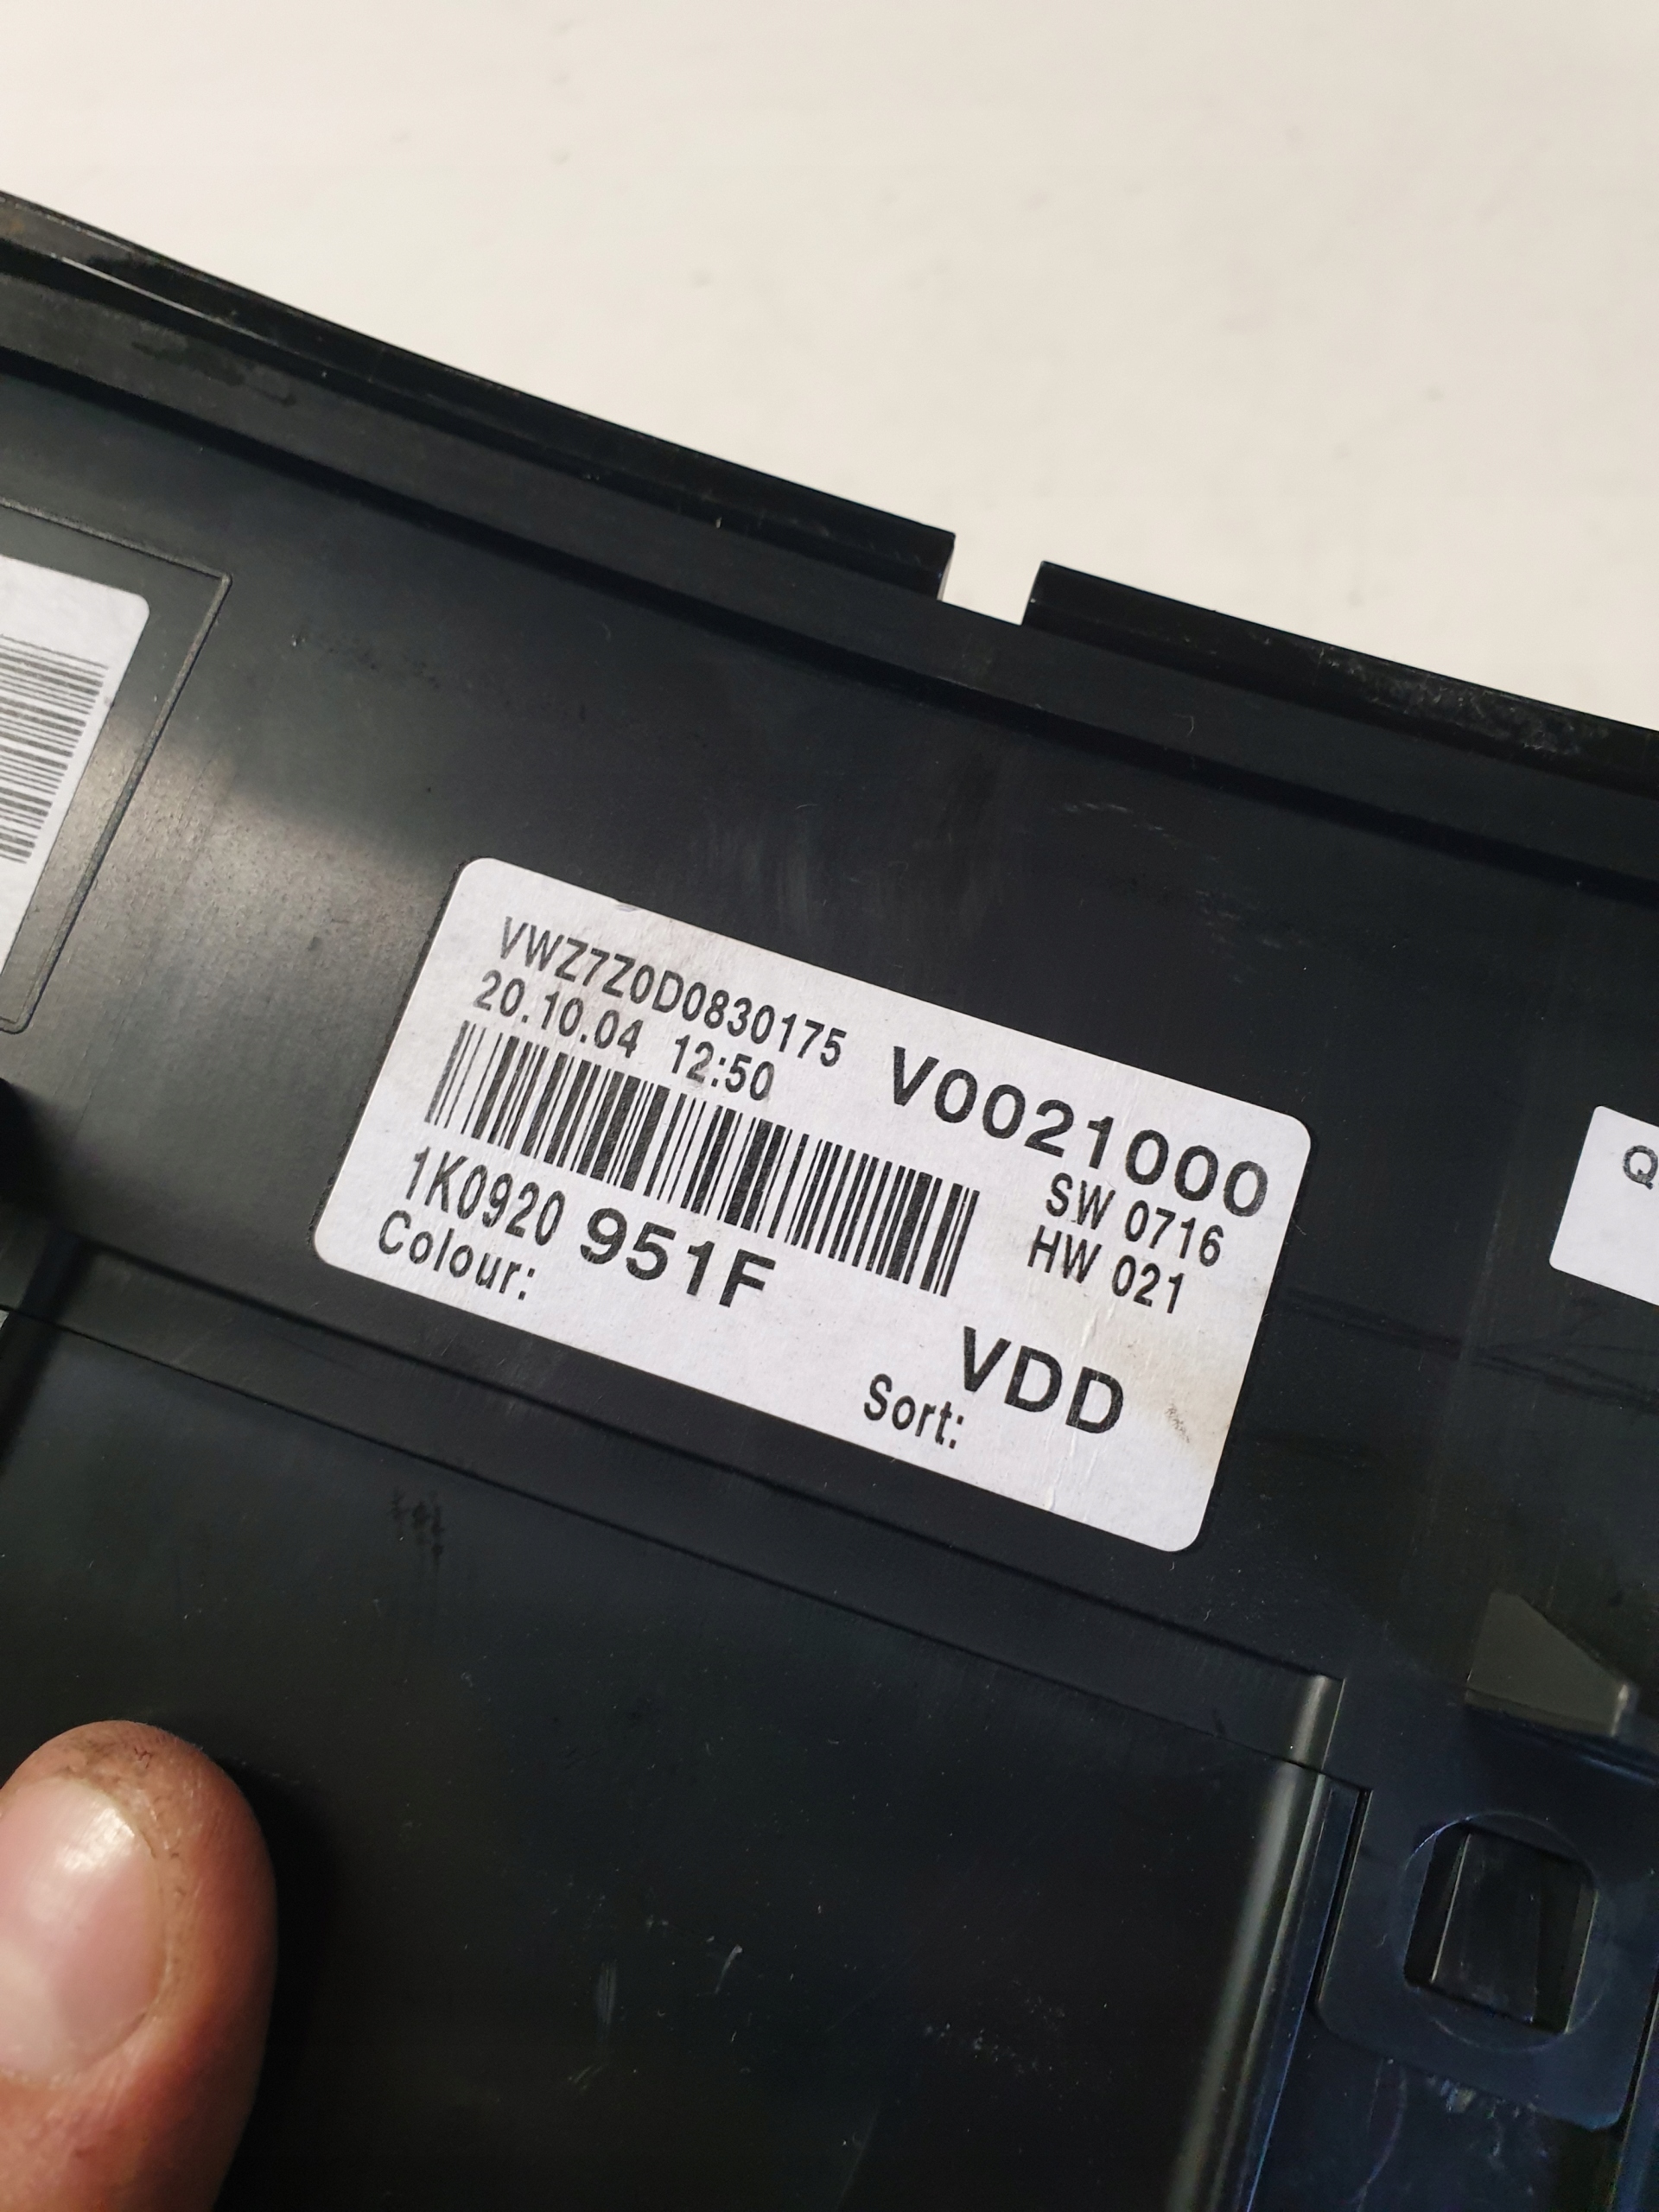 VWZ7Z0D0830175
20.10.04 12:50
V0021000
SW 0716
HW 021
1K0920 951F
Colour:
VDD
Sort:
Q